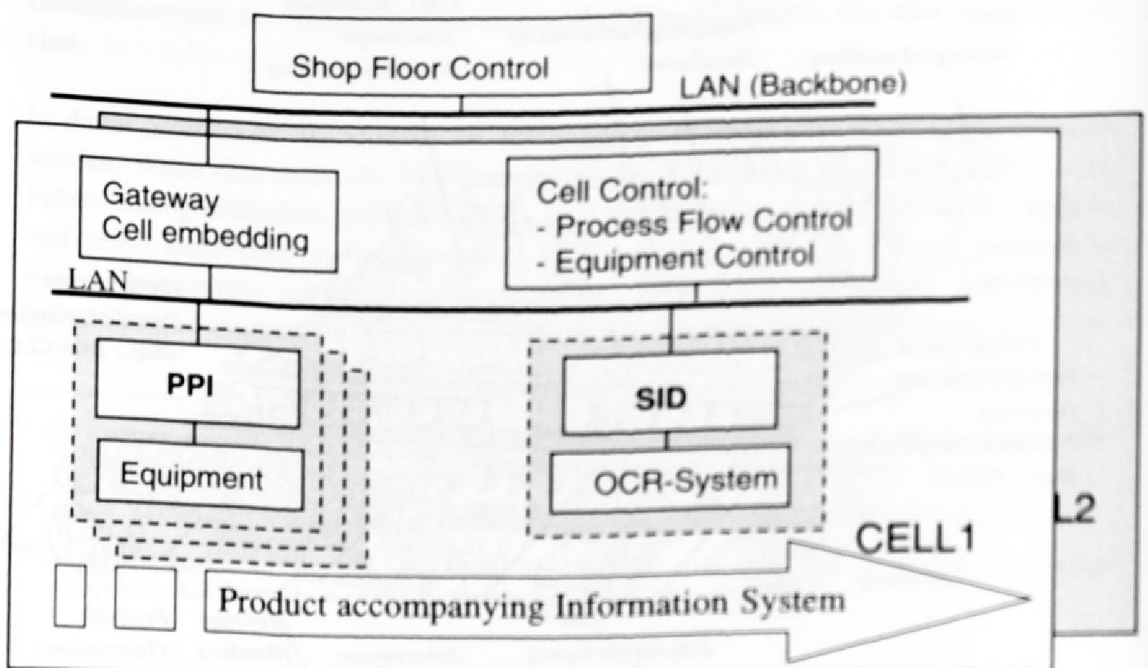 zind.
Shop Floor Control
LAN (Backbone)
Gateway
Cell embedding
Cell Control:
- Process Flow Control
- Equipment Control
LAN
PPI
SID
Equipment
OCR-System
L2
CELL1
Product accompanying Information System